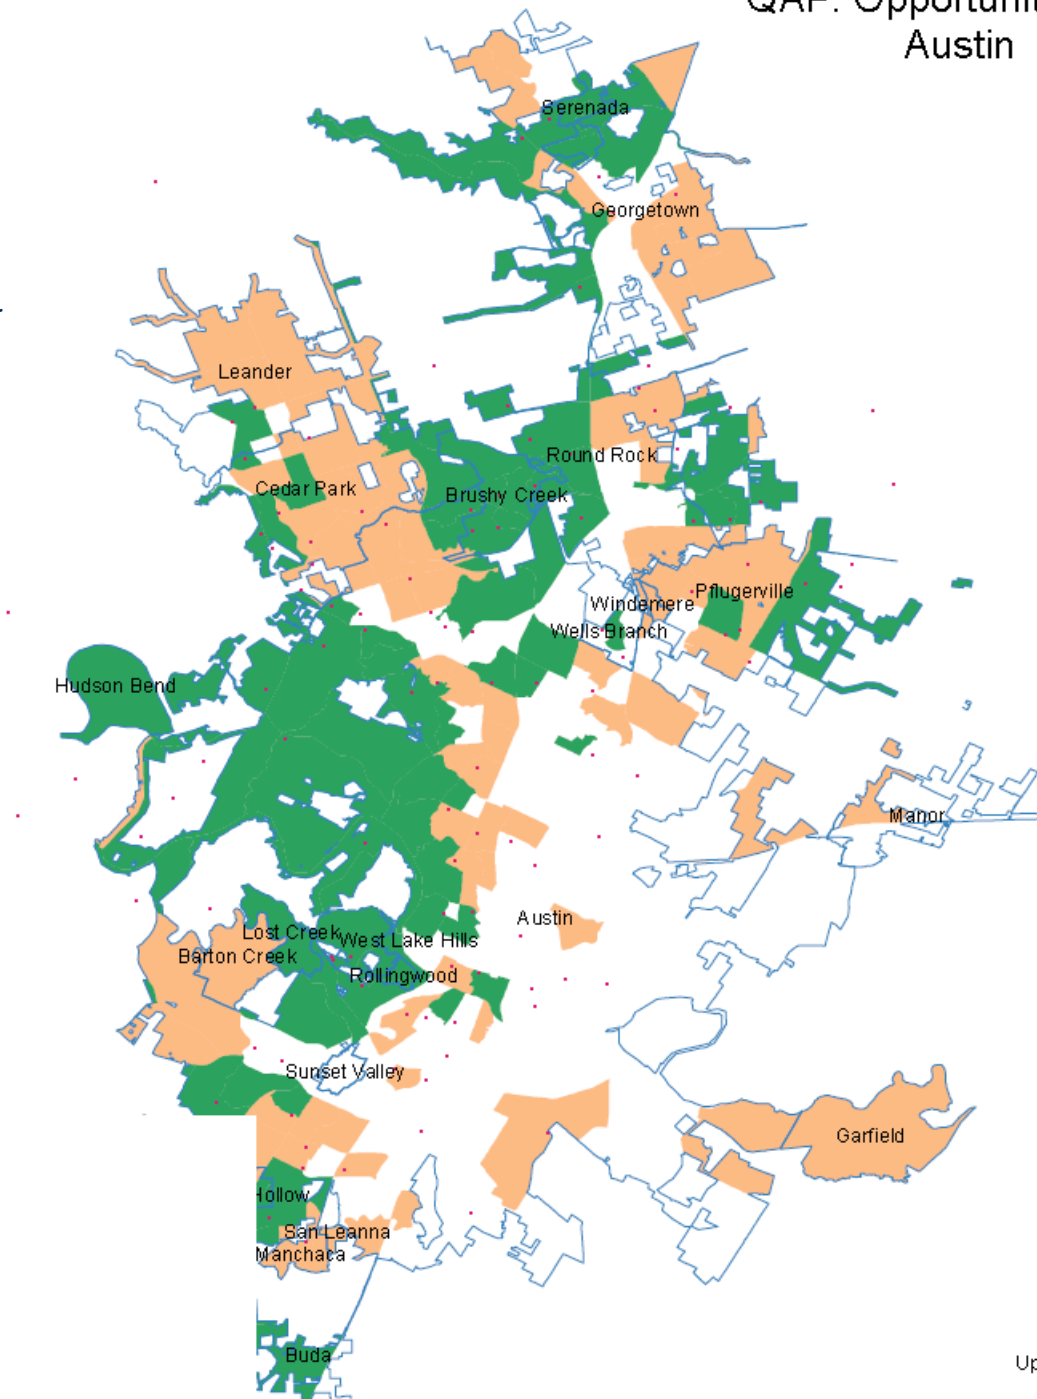 Austin
Serenada
Georgetown
Leander
Round Rock
Cedar Park
Brushy Creek
Pflugerville
Windemere
Wells Branch
Hudson Bend
Manor
Austin
Lost Creek
West Lake Hills
Barton Creek
Rollingwood
Sunset Valley
Garfield
Hollow
San Leanna
Manchaca
Buda
Up